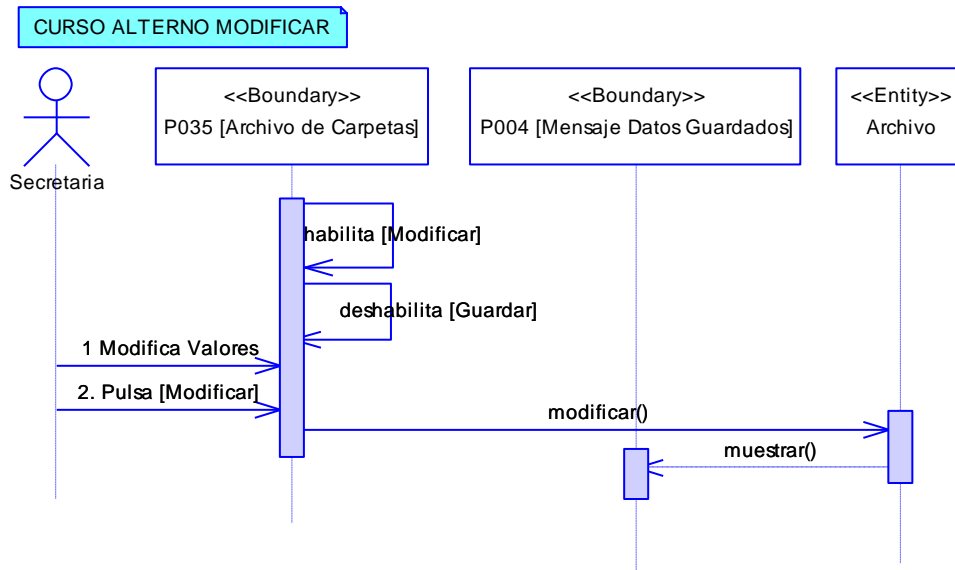 CURSO ALTERNO MODIFICAR
<<Boundary>>
P035 [Archivo de Carpetas]
<<Boundary>>
P004 [Mensaje Datos Guardados]
<<Entity>>
Archivo
Secretaria
habilita [Modificar]
deshabilita [Guardar]
1 Modifica Valores
2. Pulsa [Modificar]
modificar()
muestrar()